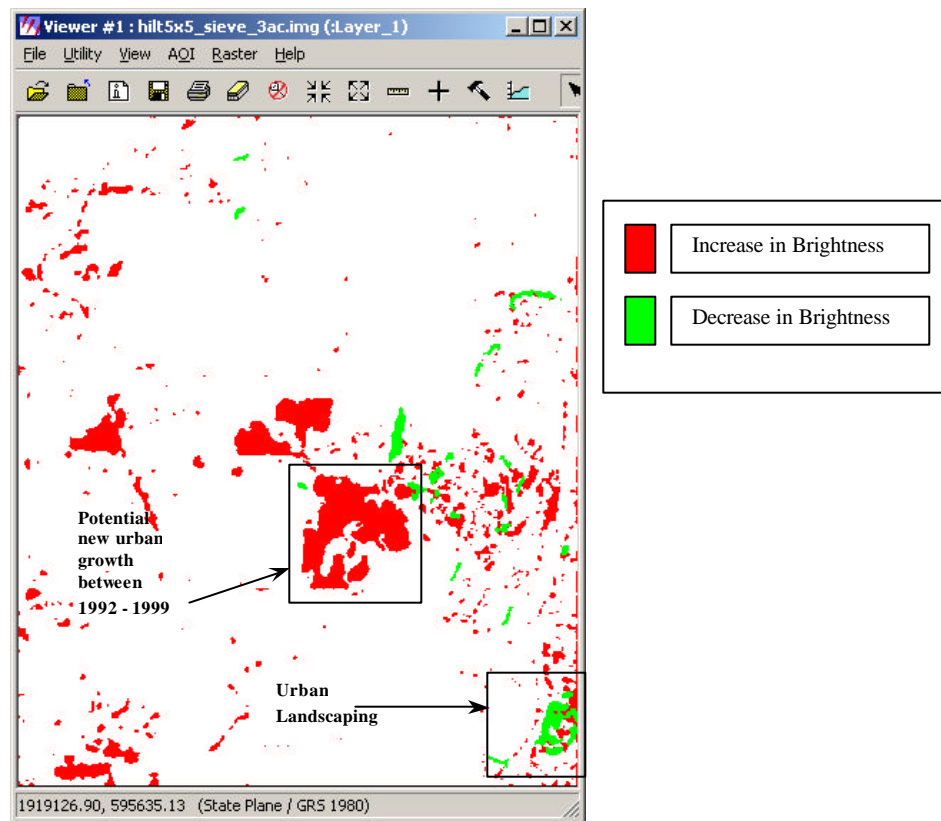 Viewer #1 : hilt5x5_sieve_3ac.img (:Layer_1)
File Utility View AOI Raster Help
Increase in Brightness
Decrease in Brightness
Potential
new urban
growth
between
1992 - 1999
Urban
Landscaping
1919126.90, 595635.13 (State Plane / GRS 1980)